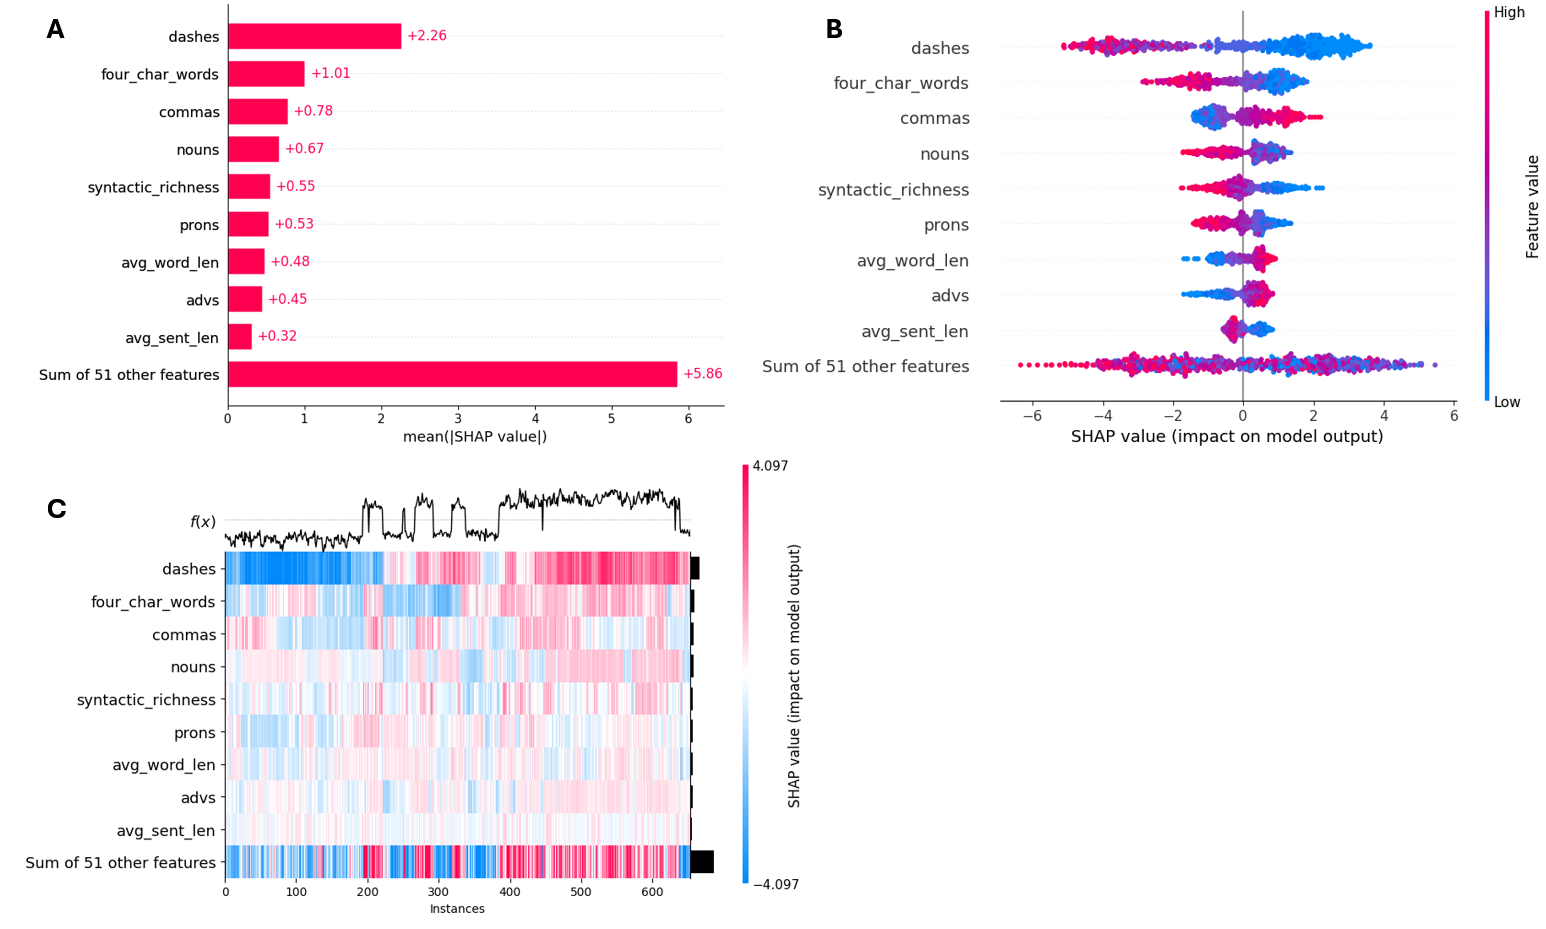 A
dashes +2.26
four_char_words +1.01
commas +0.78
nouns +0.67
syntactic_richness +0.55
prons +0.53
avg_word_len +0.48
advs +0.45
avg_sent_len +0.32
Sum of 51 other features +5.86
0 1 2 3 4 5 6
mean(|SHAP value|)
B
High
dashes
four_char_words
commas
nouns
syntactic_richness
prons
avg_word_len
advs
avg_sent_len
Sum of 51 other features
Low
Feature value
−6 −4 −2 0 2 4 6
SHAP value (impact on model output)
C
4.097
f(x)
dashes
four_char_words
commas
nouns
syntactic_richness
prons
avg_word_len
advs
avg_sent_len
Sum of 51 other features
−4.097
SHAP value (impact on model output)
0 100 200 300 400 500 600
Instances